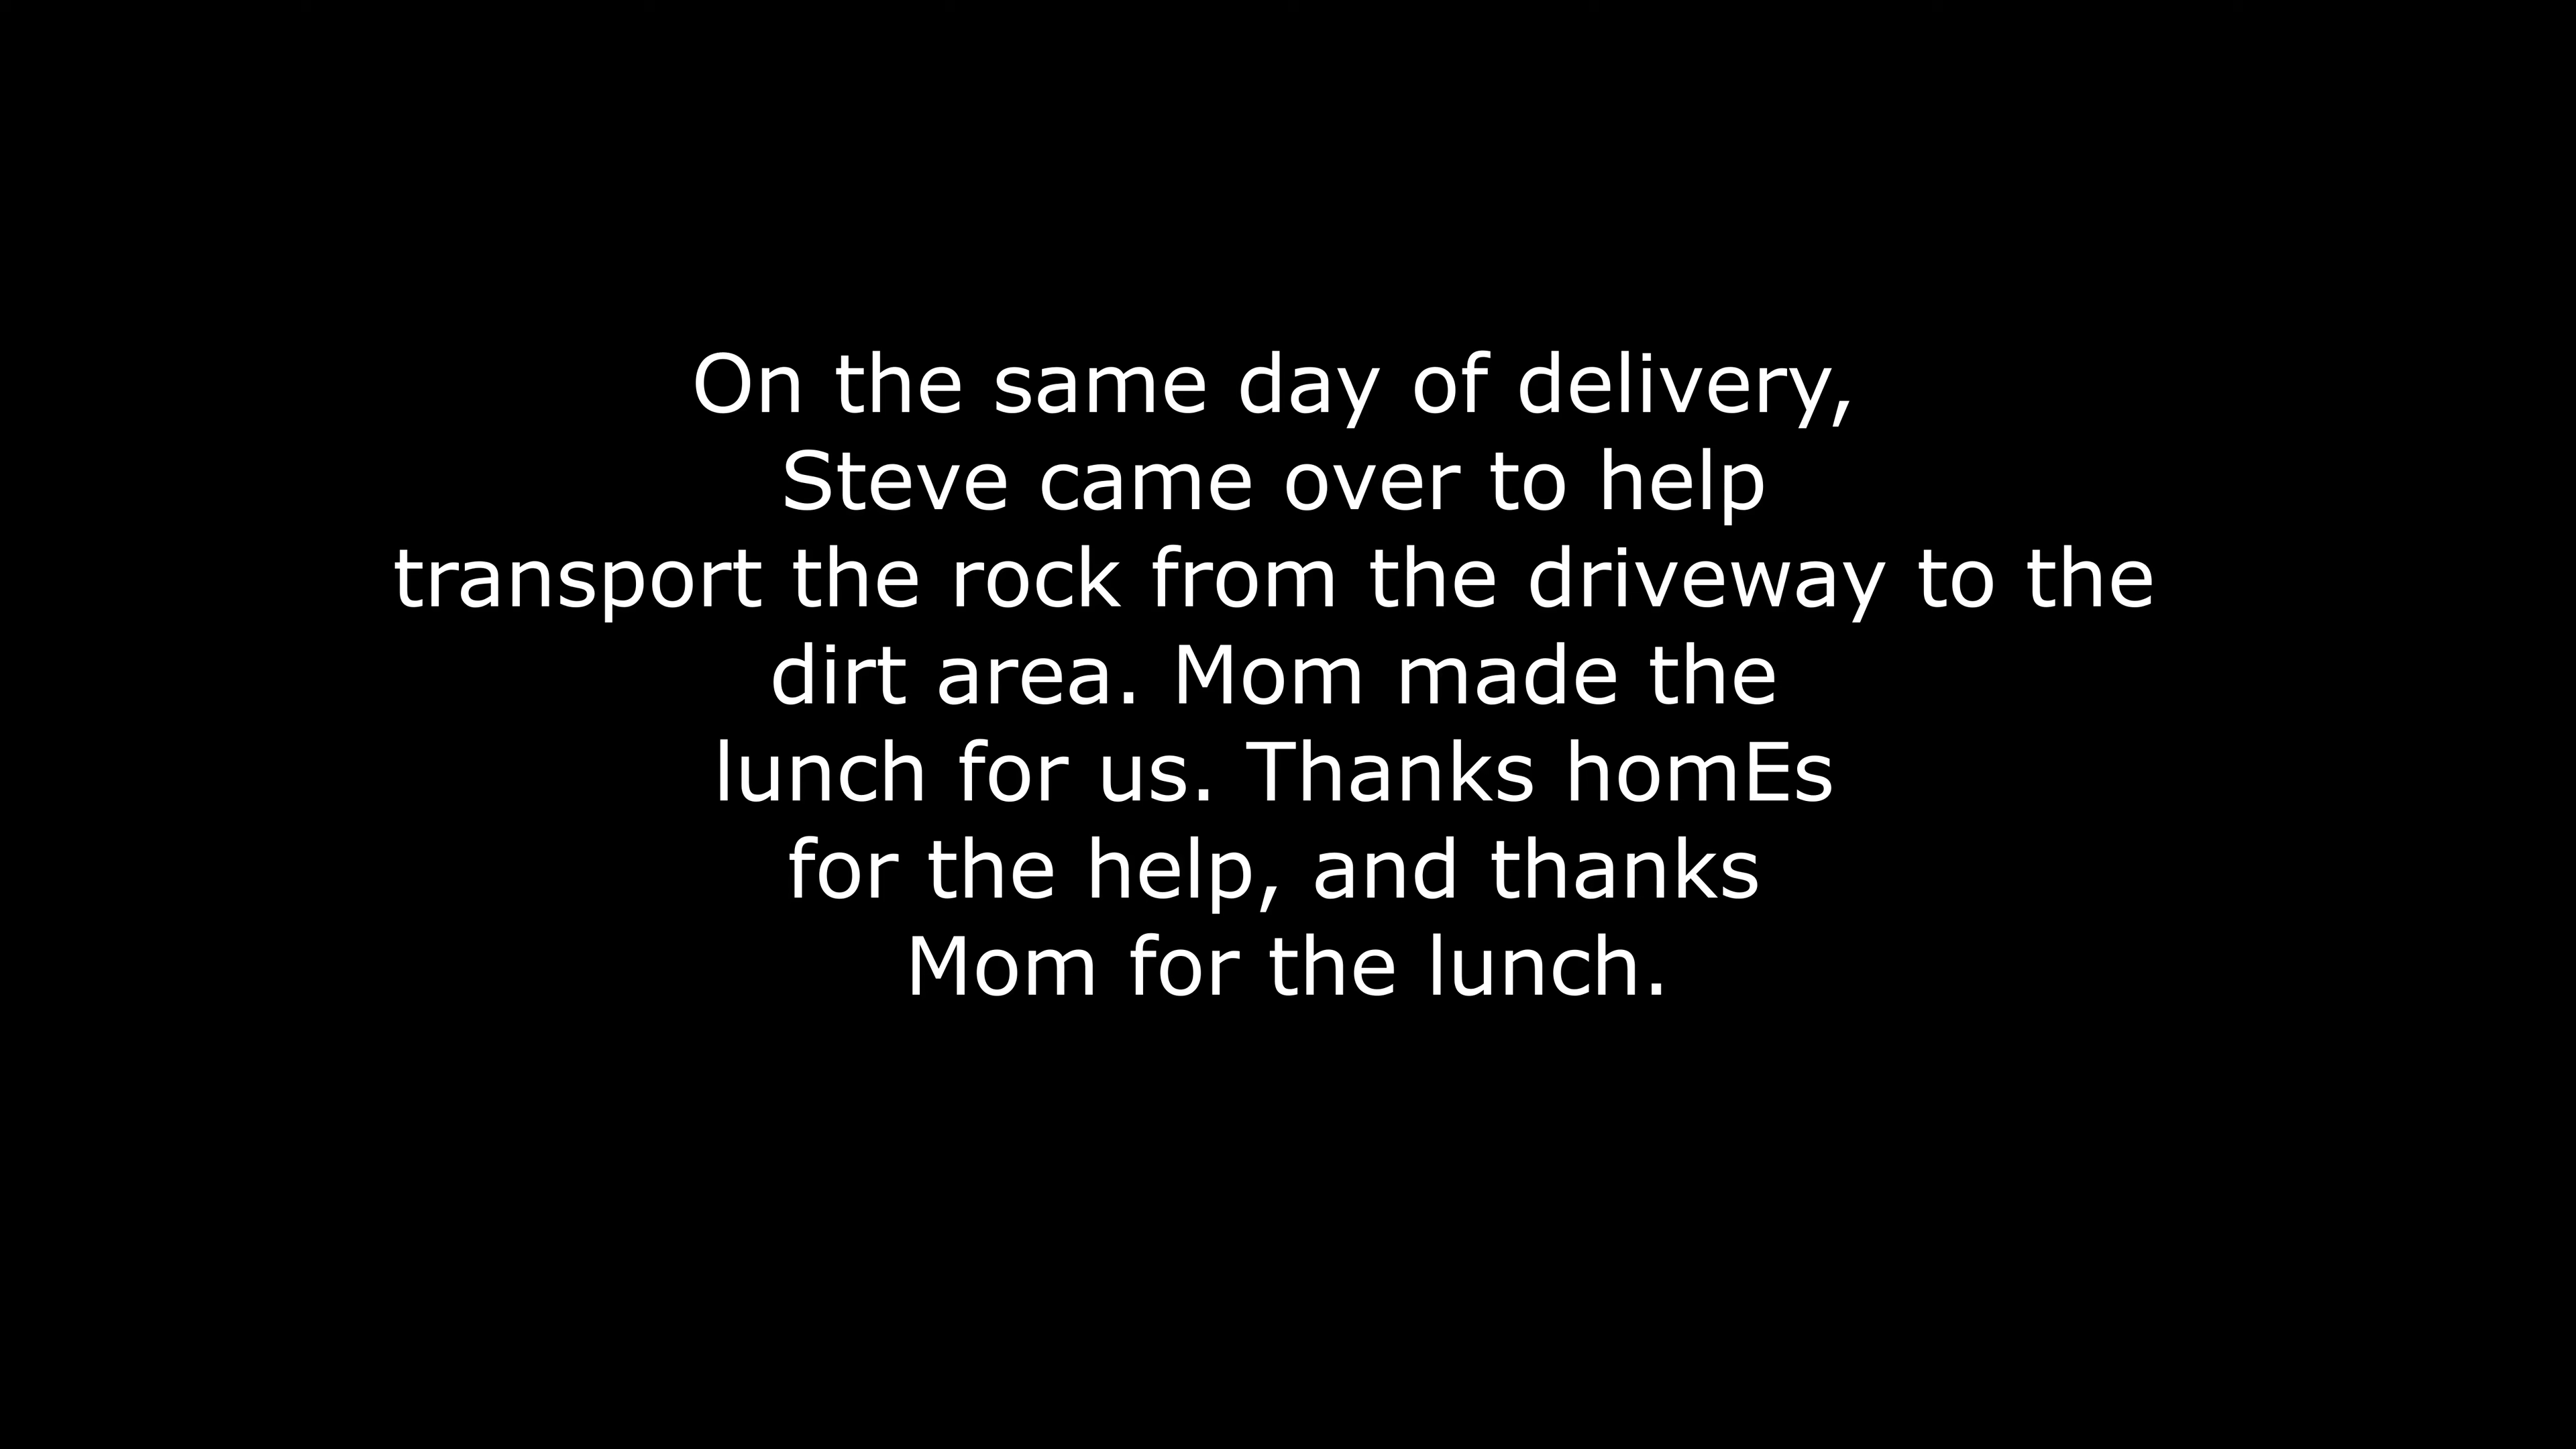 On the same day of delivery,
Steve came over to help
transport the rock from the driveway to the
dirt area. Mom made the
lunch for us. Thanks homEs
for the help, and thanks
Mom for the lunch.